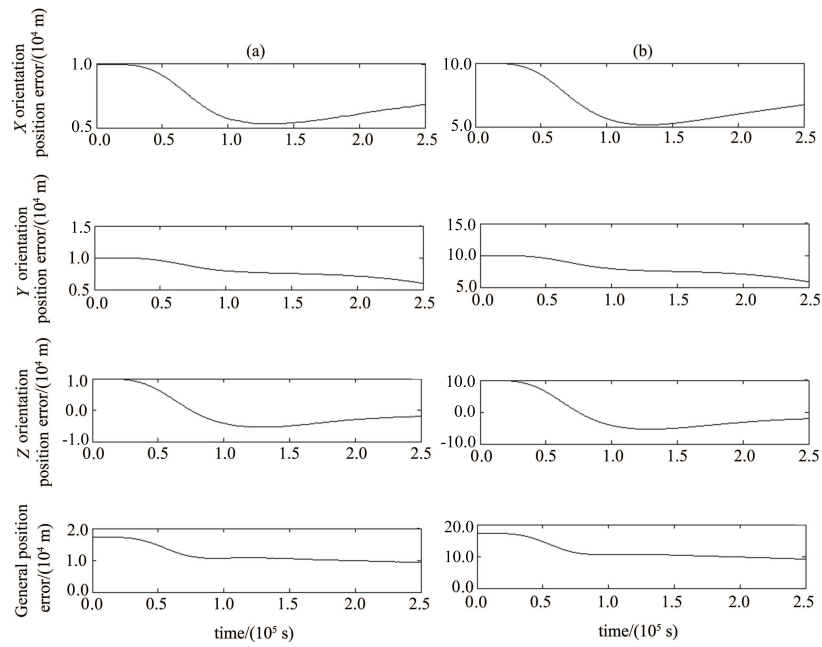 (a)
(b)
X orientation
position error/(10⁴ m)
1.0
0.5
0.0 0.5 1.0 1.5 2.0 2.5
10.0
5.0
0.0 0.5 1.0 1.5 2.0 2.5
Y orientation
position error/(10⁴ m)
1.5
1.0
0.5
0.0 0.5 1.0 1.5 2.0 2.5
15.0
10.0
5.0
0.0 0.5 1.0 1.5 2.0 2.5
Z orientation
position error/(10⁴ m)
1.0
0.0
-1.0
0.0 0.5 1.0 1.5 2.0 2.5
10.0
0.0
-10.0
0.0 0.5 1.0 1.5 2.0 2.5
General position
error/(10⁴ m)
2.0
1.0
0.0
0.0 0.5 1.0 1.5 2.0 2.5
time/(10⁵ s)
20.0
10.0
0.0
0.0 0.5 1.0 1.5 2.0 2.5
time/(10⁵ s)